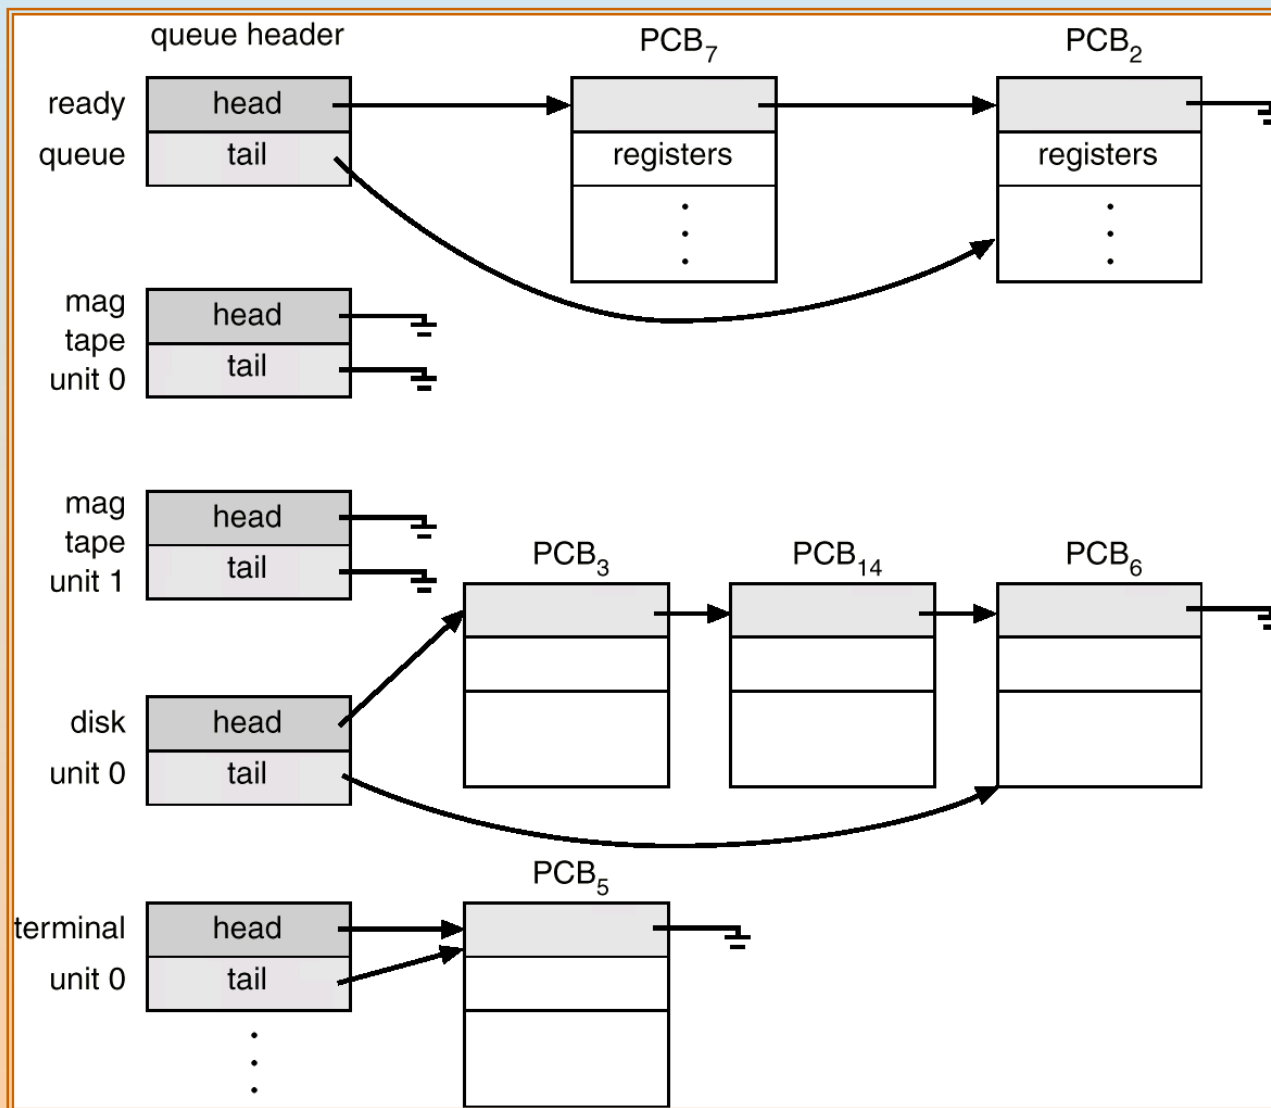 queue header
PCB7
PCB2
ready
head
queue
tail
registers
registers
mag
head
tape
tail
unit 0
mag
head
tape
tail
unit 1
PCB3
PCB14
PCB6
disk
head
unit 0
tail
PCB5
terminal
head
unit 0
tail